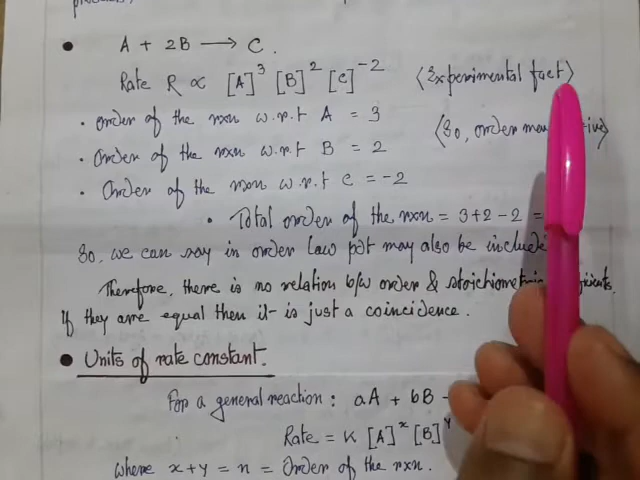 A + 2B ⟶ C.
Rate R ∝ [A]³ [B]² [C]⁻² ⟨Experimental fact⟩
· Order of the rxn w.r.t A = 3 ⟨So, order may
· Order of the rxn w.r.t B = 2
· Order of the rxn w.r.t C = -2
· Total order of the rxn = 3+2-2 =
So, we can say in order law pdt may also be
Therefore, there is no relation b/w order &
If they are equal then it is just a coincidence.
Units of rate constant.
For a general reaction: aA + bB
Rate = K [A]ˣ [B]ʸ
where x+y = n = Order of the rxn.